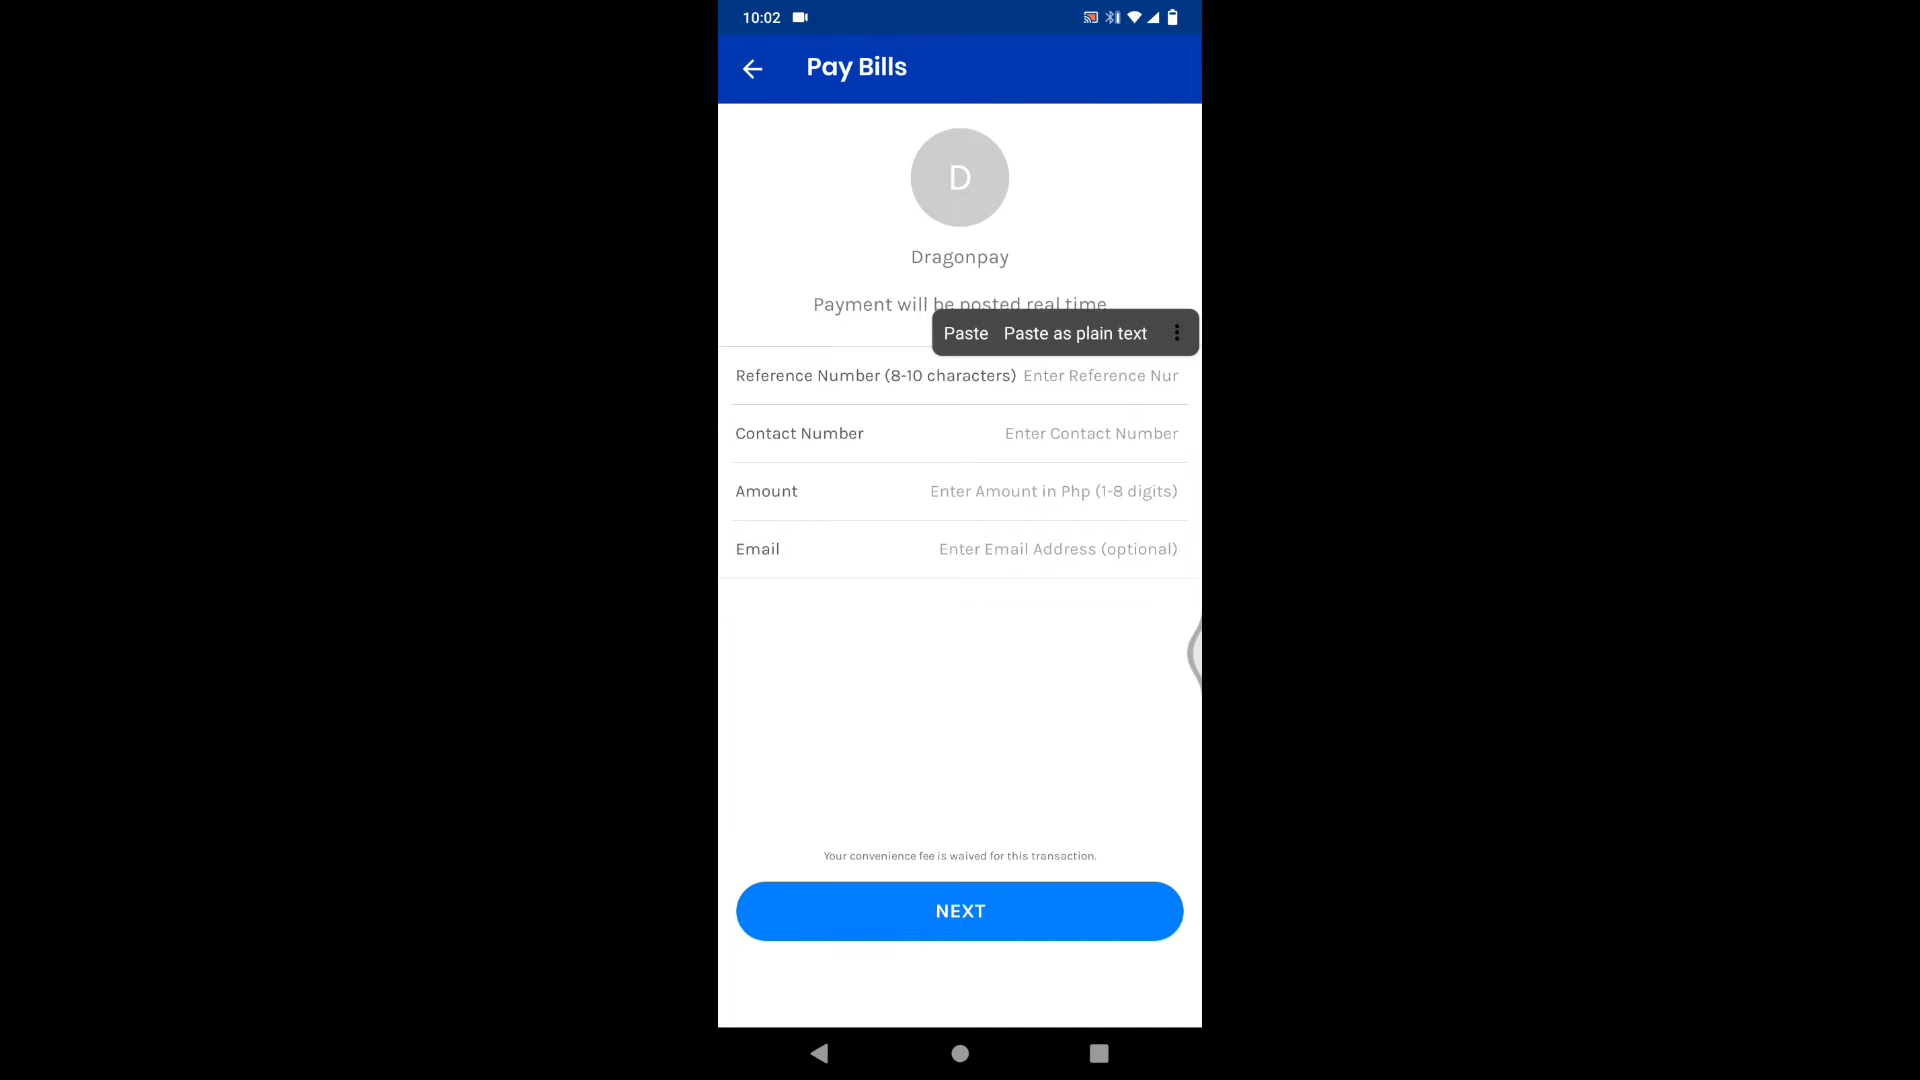 10:02
Pay Bills
D
Dragonpay
Payment will be posted real time
Paste Paste as plain text
Reference Number (8-10 characters) Enter Reference Nur
Contact Number Enter Contact Number
Amount Enter Amount in Php (1-8 digits)
Email Enter Email Address (optional)
Your convenience fee is waived for this transaction.
NEXT